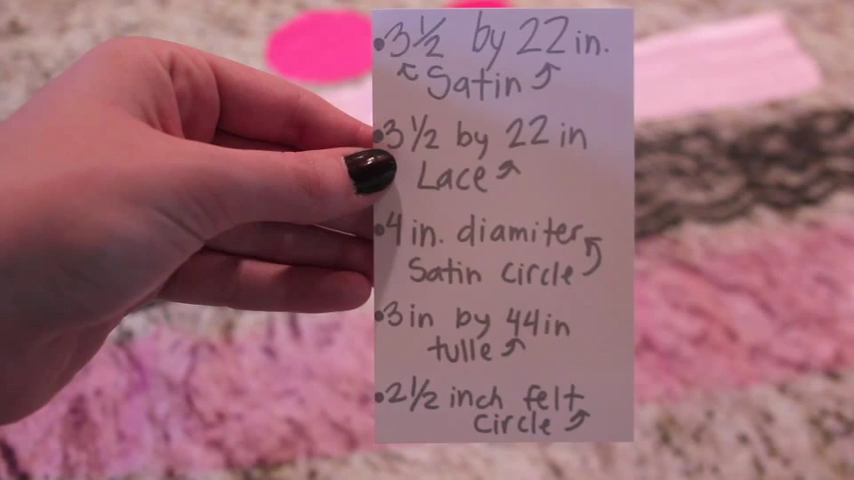 •3½ by 22 in.
Satin
•3½ by 22 in
Lace
•4 in. diamiter
Satin circle
•3 in by 44 in
tulle
•2½ inch felt
circle